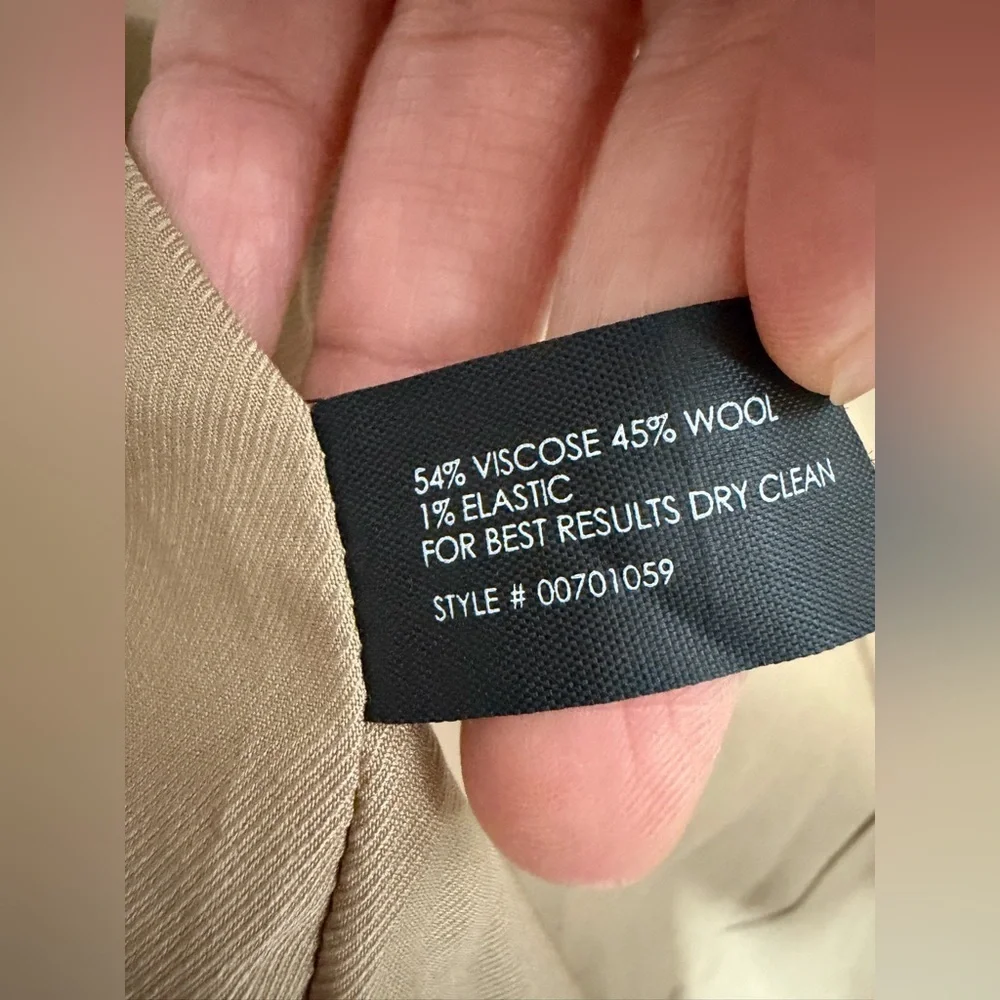 54% VISCOSE 45% WOOL
1% ELASTIC
FOR BEST RESULTS DRY CLEAN
STYLE # 00701059